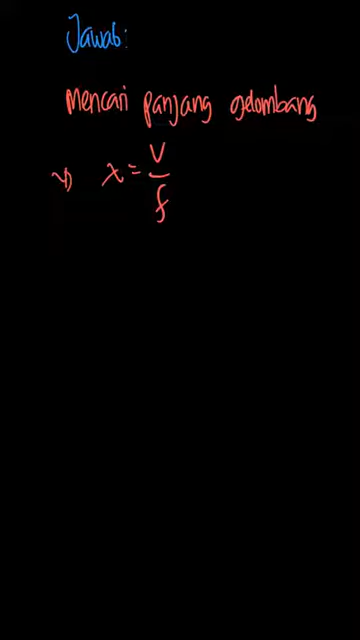 Jawab:
Mencari panjang gelombang
=> λ = V/f